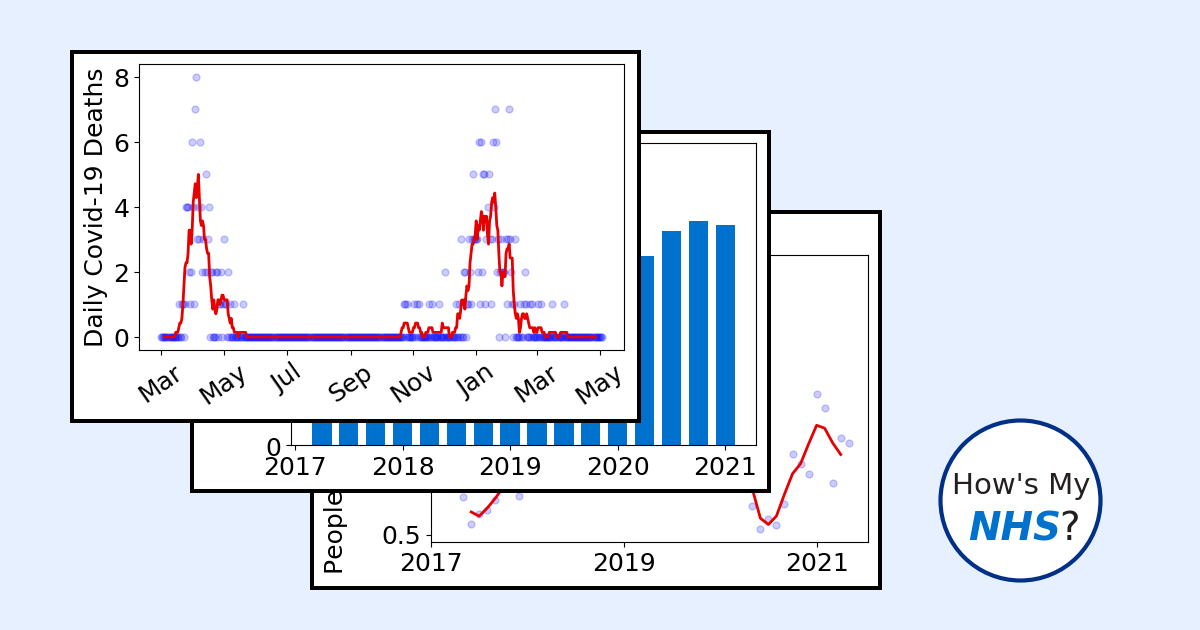 Daily Covid-19 Deaths
8
6
4
2
0
Mar May Jul Sep Nov Jan Mar May
0
2017 2018 2019 2020 2021
People
0.5
2017 2019 2021
How's My
NHS?